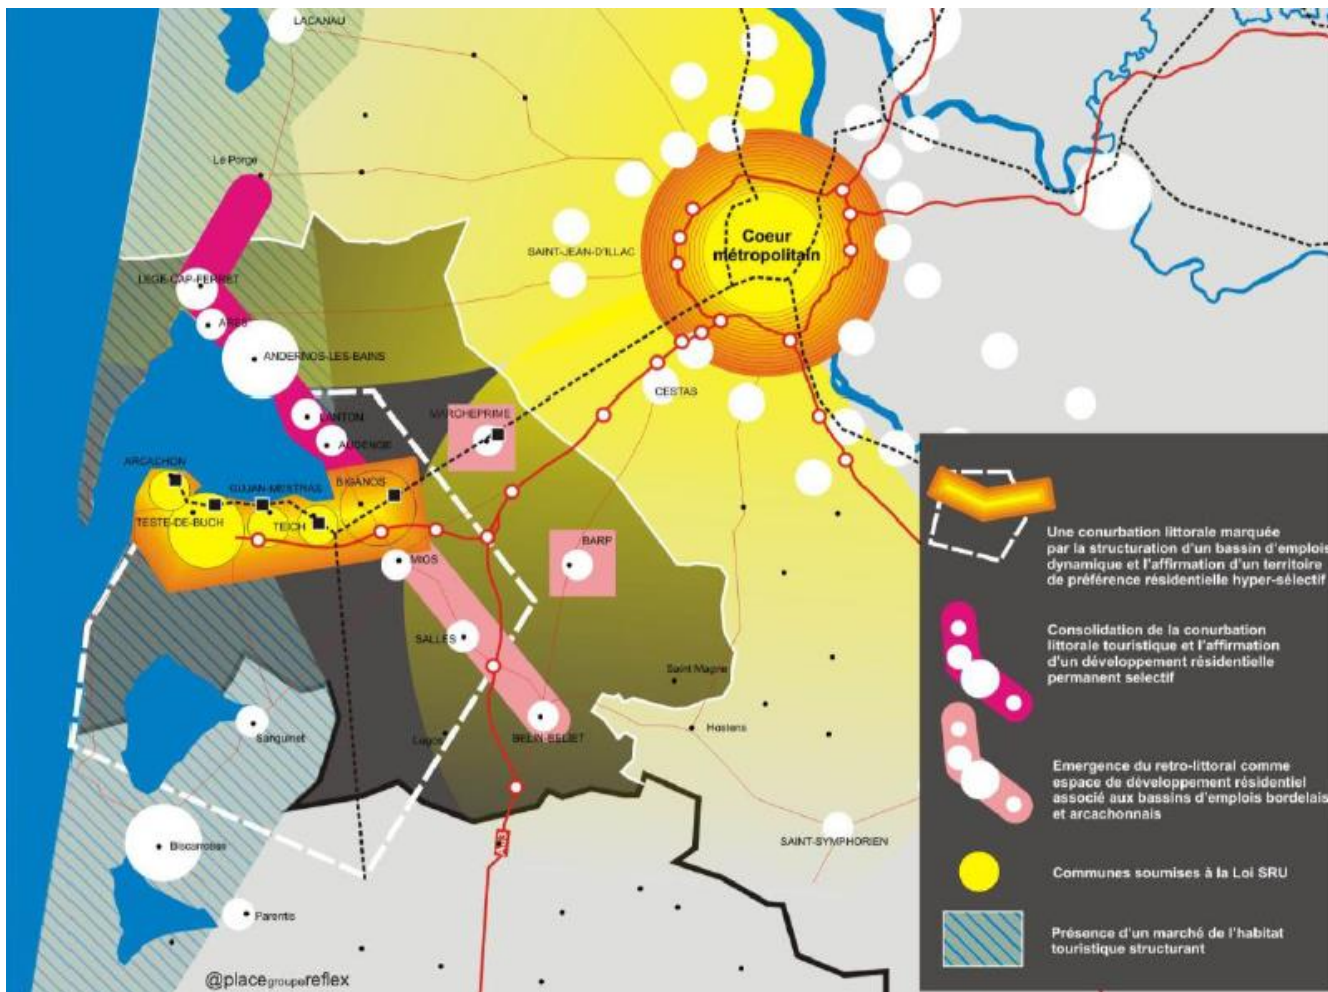 LACANAU
Le Porge
SAINT-JEAN-D'ILLAC
Coeur
métropolitain
LEGE-CAP-FERRET
ARES
ANDERNOS-LES-BAINS
CESTAS
LANTON
MARCHEPRIME
AUDENGE
ARCACHON
BIGANOS
GUJAN-MESTRAS
TESTE-DE-BUCH
TEICH
MIOS
BARP
SALLES
Saint Magne
Sanguinet
Lugos
BELIN-BELIET
Hostens
Biscarrosse
A63
SAINT-SYMPHORIEN
Parentis
@placegroupereflex
Une conurbation littorale marquée
par la structuration d'un bassin d'emplois
dynamique et l'affirmation d'un territoire
de préférence résidentielle hyper-sélectif
Consolidation de la conurbation
littorale touristique et l'affirmation
d'un développement résidentielle
permanent selectif
Emergence du retro-littoral comme
espace de développement résidentiel
associé aux bassins d'emplois bordelais
et arcachonnais
Communes soumises à la Loi SRU
Présence d'un marché de l'habitat
touristique structurant